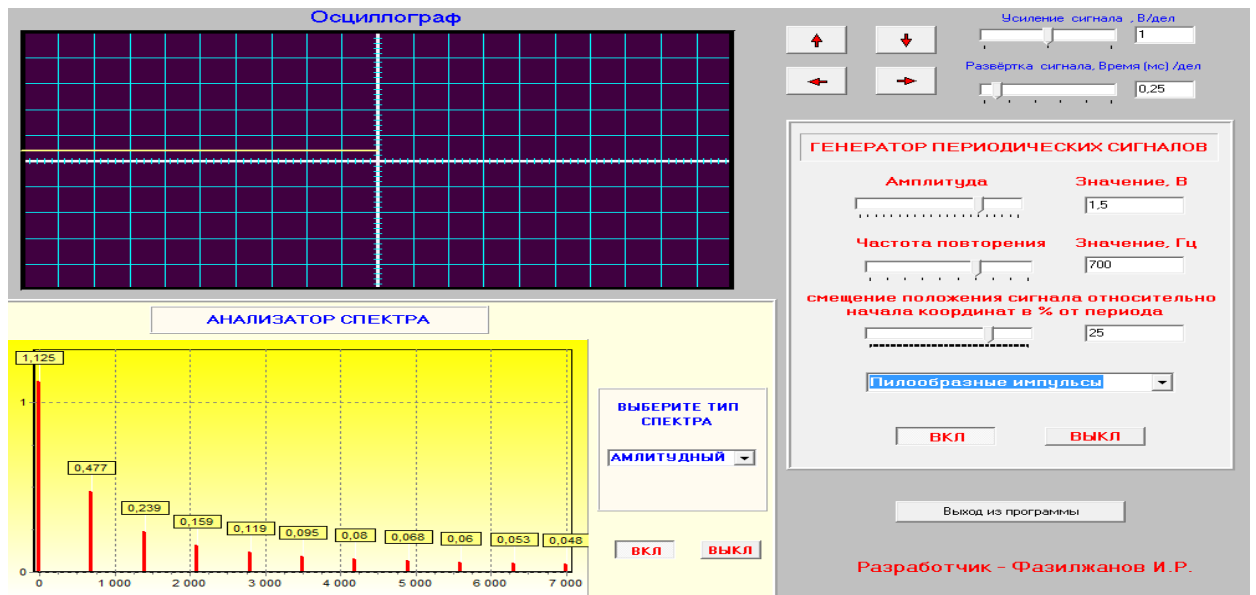 Осциллограф
Усиление сигнала , В/дел
1
Развёртка сигнала, Время (мс) /дел
0,25
ГЕНЕРАТОР ПЕРИОДИЧЕСКИХ СИГНАЛОВ
Амплитуда
Значение, В
1,5
Частота повторения
Значение, Гц
700
смещение положения сигнала относительно
начала координат в % от периода
25
Пилообразные импульсы
ВКЛ
ВЫКЛ
Выход из программы
Разработчик - Фазилжанов И.Р.
АНАЛИЗАТОР СПЕКТРА
1,125
1
0,477
0,239
0,159
0,119
0,095
0,08
0,068
0,06
0,053
0,048
0
0
1 000
2 000
3 000
4 000
5 000
6 000
7 000
ВЫБЕРИТЕ ТИП
СПЕКТРА
АМЛИТУДНЫЙ
ВКЛ
ВЫКЛ